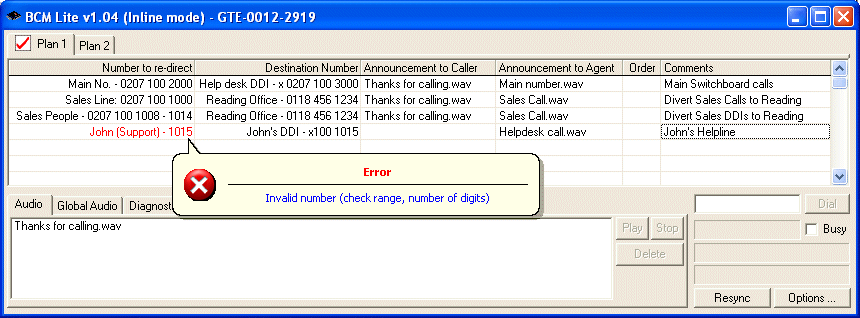 BCM Lite v1.04 (Inline mode) - GTE-0012-2919
Plan 1 Plan 2
Number to re-direct Destination Number Announcement to Caller Announcement to Agent Order Comments
Main No. - 0207 100 2000 Help desk DDI - x 0207 100 3000 Thanks for calling.wav Main number.wav Main Switchboard calls
Sales Line: 0207 100 1000 Reading Office - 0118 456 1234 Thanks for calling.wav Sales Call.wav Divert Sales Calls to Reading
Sales People - 0207 100 1008 - 1014 Reading Office - 0118 456 1234 Thanks for calling.wav Sales Call.wav Divert Sales DDIs to Reading
John (Support) - 1015 John's DDI - x100 1015 Helpdesk call.wav John's Helpline
Error
Invalid number (check range, number of digits)
Audio Global Audio Diagnost
Thanks for calling.wav
Play Stop
Delete
Dial
Busy
Resync Options ...